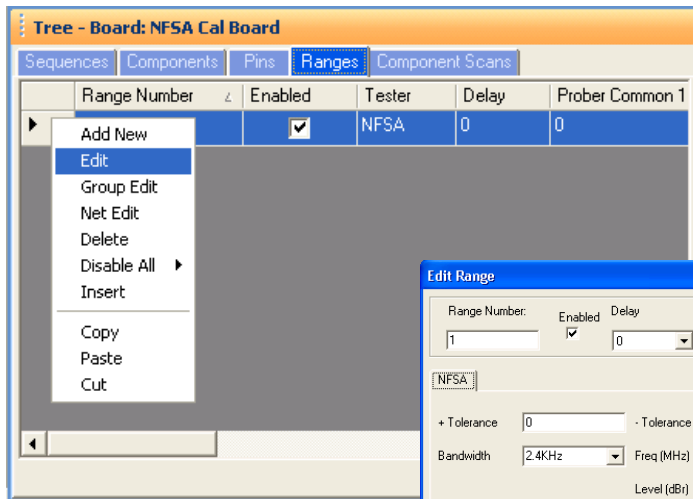 Tree - Board: NFSA Cal Board
Sequences Components Pins Ranges Component Scans
Range Number Enabled Tester Delay Prober Common 1
NFSA 0 0
Add New
Edit
Group Edit
Net Edit
Delete
Disable All
Insert
Copy
Paste
Cut
Edit Range
Range Number: Enabled Delay
1 0
NFSA
+ Tolerance 0 - Tolerance
Bandwidth 2.4KHz Freq (MHz)
Level (dBr)